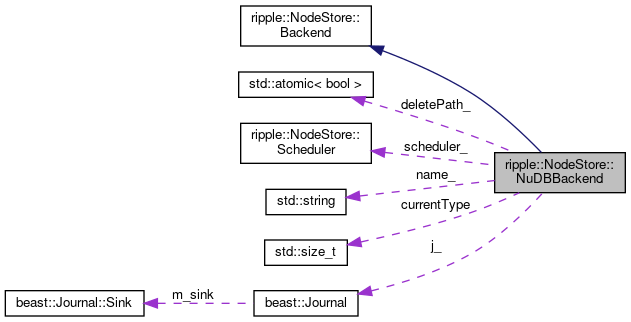 ripple::NodeStore::
Backend
std::atomic< bool >
deletePath_
ripple::NodeStore::
Scheduler
scheduler_
ripple::NodeStore::
NuDBBackend
name_
std::string
currentType
std::size_t
j_
beast::Journal::Sink
m_sink
beast::Journal